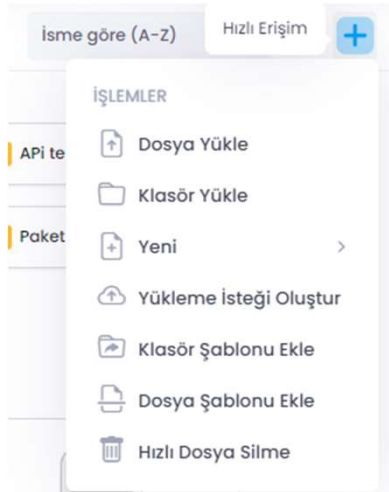 İsme göre (A-Z)
Hızlı Erişim
İŞLEMLER
Dosya Yükle
APi te
Klasör Yükle
Paket
Yeni
Yükleme İsteği Oluştur
Klasör Şablonu Ekle
Dosya Şablonu Ekle
Hızlı Dosya Silme